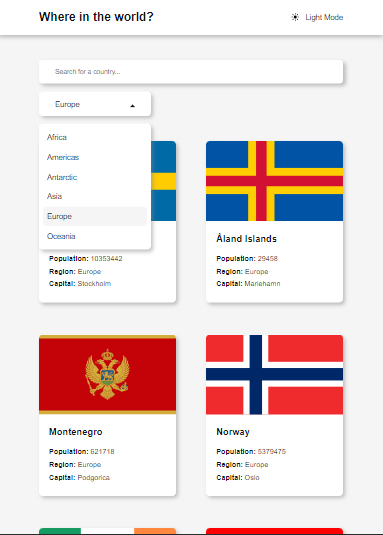 Where in the world?
Light Mode
Search for a country...
Europe
Africa
Americas
Antarctic
Asia
Europe
Oceania
Population: 10353442
Region: Europe
Capital: Stockholm
Åland Islands
Population: 29458
Region: Europe
Capital: Mariehamn
Montenegro
Population: 621718
Region: Europe
Capital: Podgorica
Norway
Population: 5379475
Region: Europe
Capital: Oslo